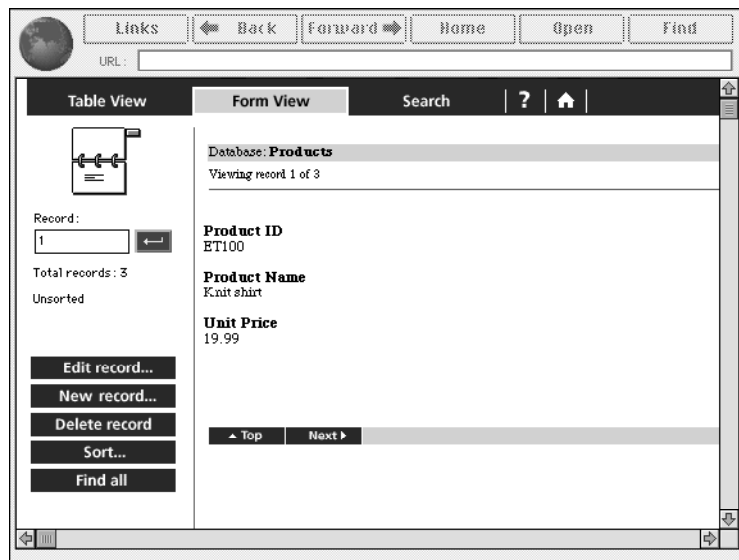 Links Back Forward Home Open Find
URL:
Table View Form View Search ?
Database: Products
Viewing record 1 of 3
Record:
1
Total records: 3
Unsorted
Product ID
ET100
Product Name
Knit shirt
Unit Price
19.99
Edit record...
New record...
Delete record
Sort...
Find all
Top Next